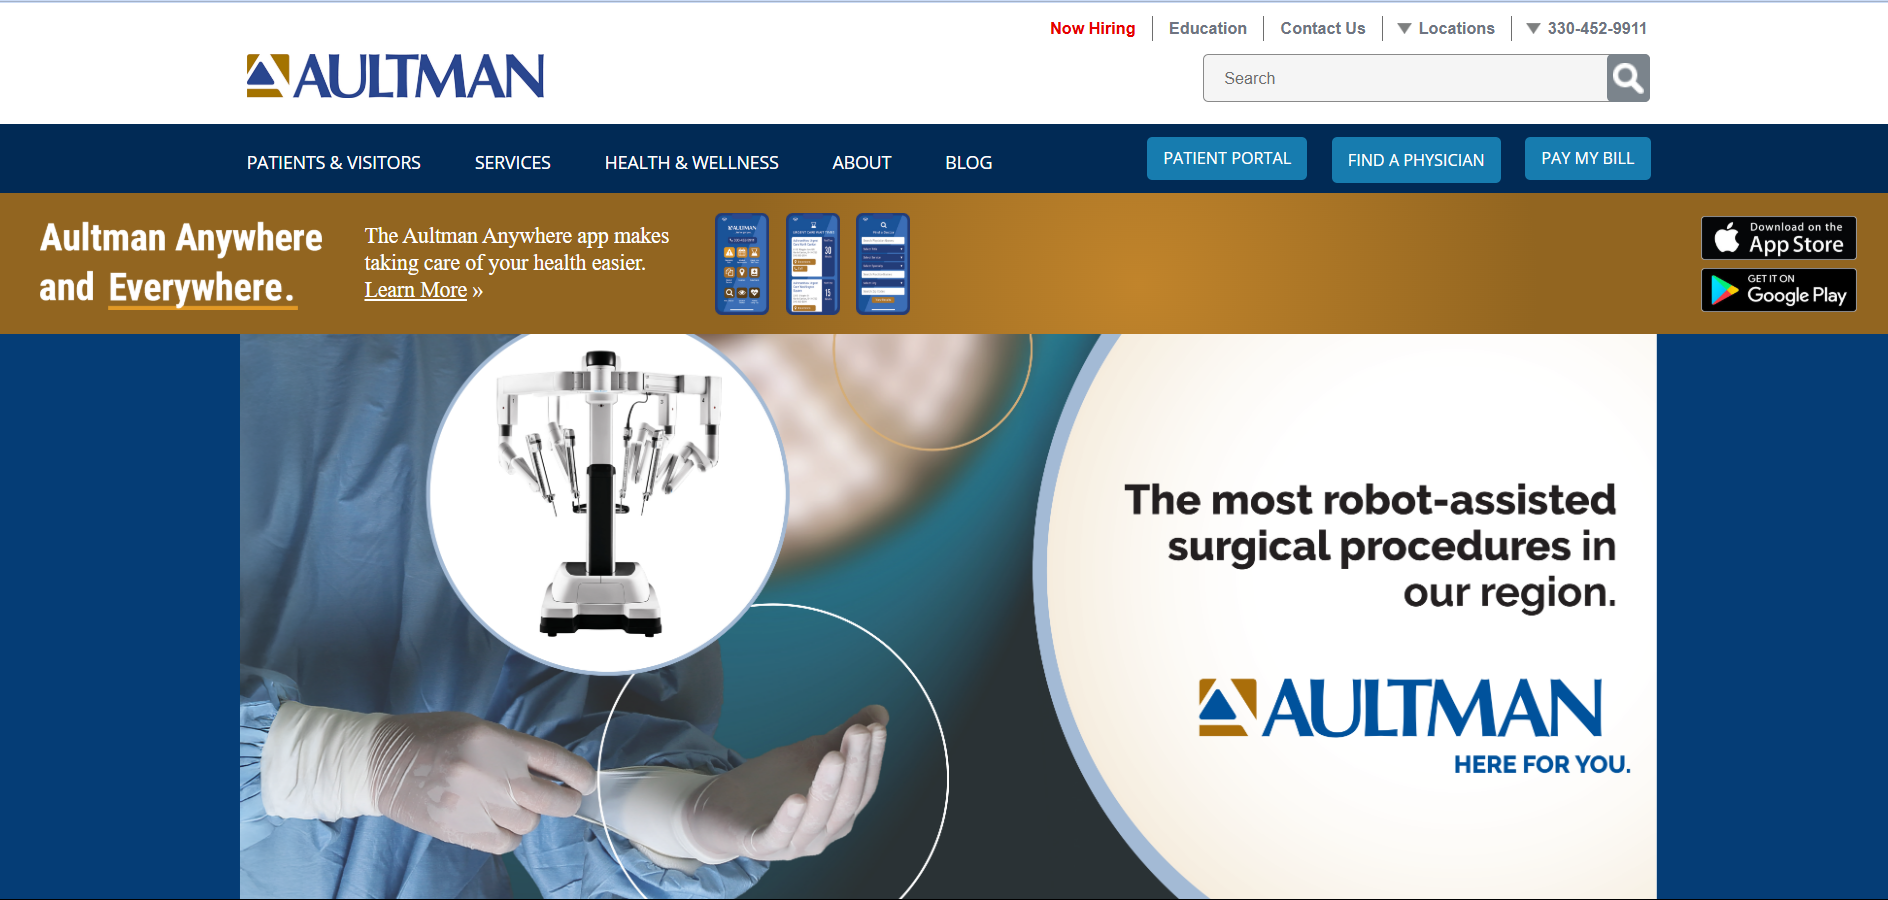 Now Hiring
Education
Contact Us
Locations
330-452-9911
AULTMAN
Search
PATIENTS & VISITORS
SERVICES
HEALTH & WELLNESS
ABOUT
BLOG
PATIENT PORTAL
FIND A PHYSICIAN
PAY MY BILL
Aultman Anywhere
and Everywhere.
The Aultman Anywhere app makes
taking care of your health easier.
Learn More »
Download on the
App Store
GET IT ON
Google Play
The most robot-assisted
surgical procedures in
our region.
AULTMAN
HERE FOR YOU.